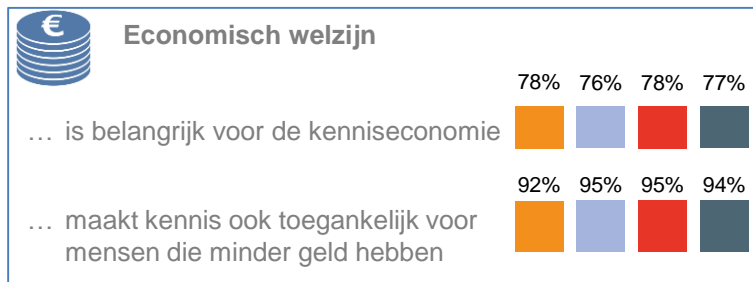 €
Economisch welzijn
78% 76% 78% 77%
… is belangrijk voor de kenniseconomie
92% 95% 95% 94%
… maakt kennis ook toegankelijk voor
mensen die minder geld hebben